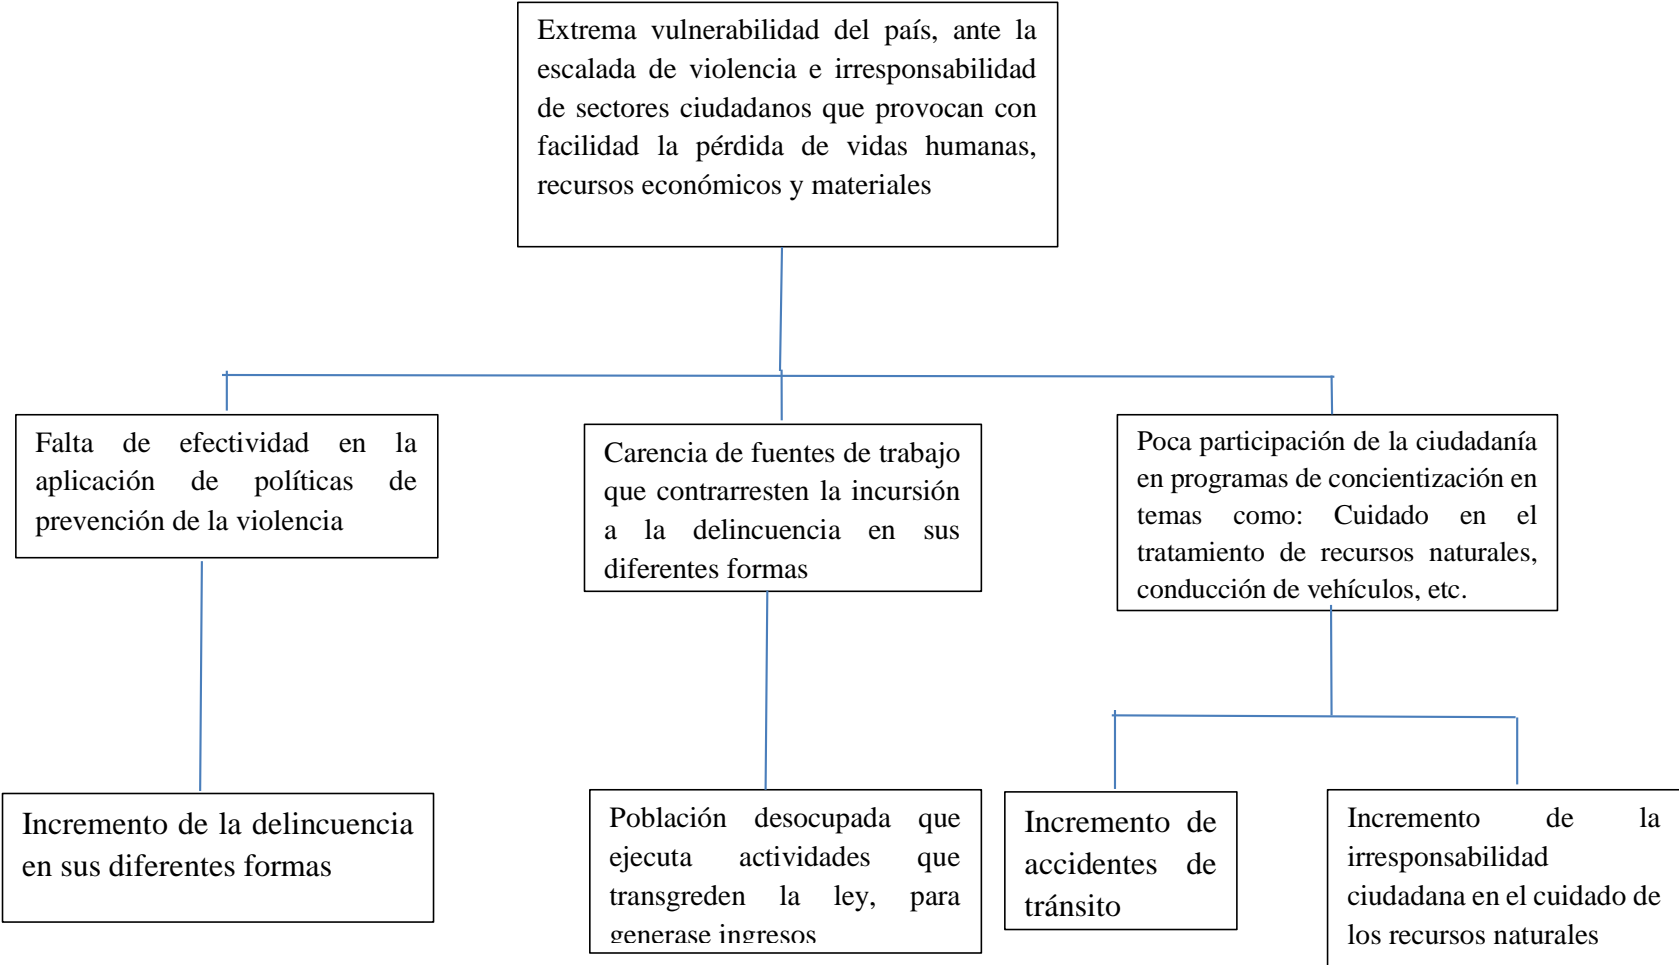 Extrema vulnerabilidad del país, ante la
escalada de violencia e irresponsabilidad
de sectores ciudadanos que provocan con
facilidad la pérdida de vidas humanas,
recursos económicos y materiales
Falta de efectividad en la
aplicación de políticas de
prevención de la violencia
Carencia de fuentes de trabajo
que contrarresten la incursión
a la delincuencia en sus
diferentes formas
Poca participación de la ciudadanía
en programas de concientización en
temas como: Cuidado en el
tratamiento de recursos naturales,
conducción de vehículos, etc.
Incremento de la delincuencia
en sus diferentes formas
Población desocupada que
ejecuta actividades que
transgreden la ley, para
generase ingresos
Incremento de
accidentes de
tránsito
Incremento de la
irresponsabilidad
ciudadana en el cuidado de
los recursos naturales